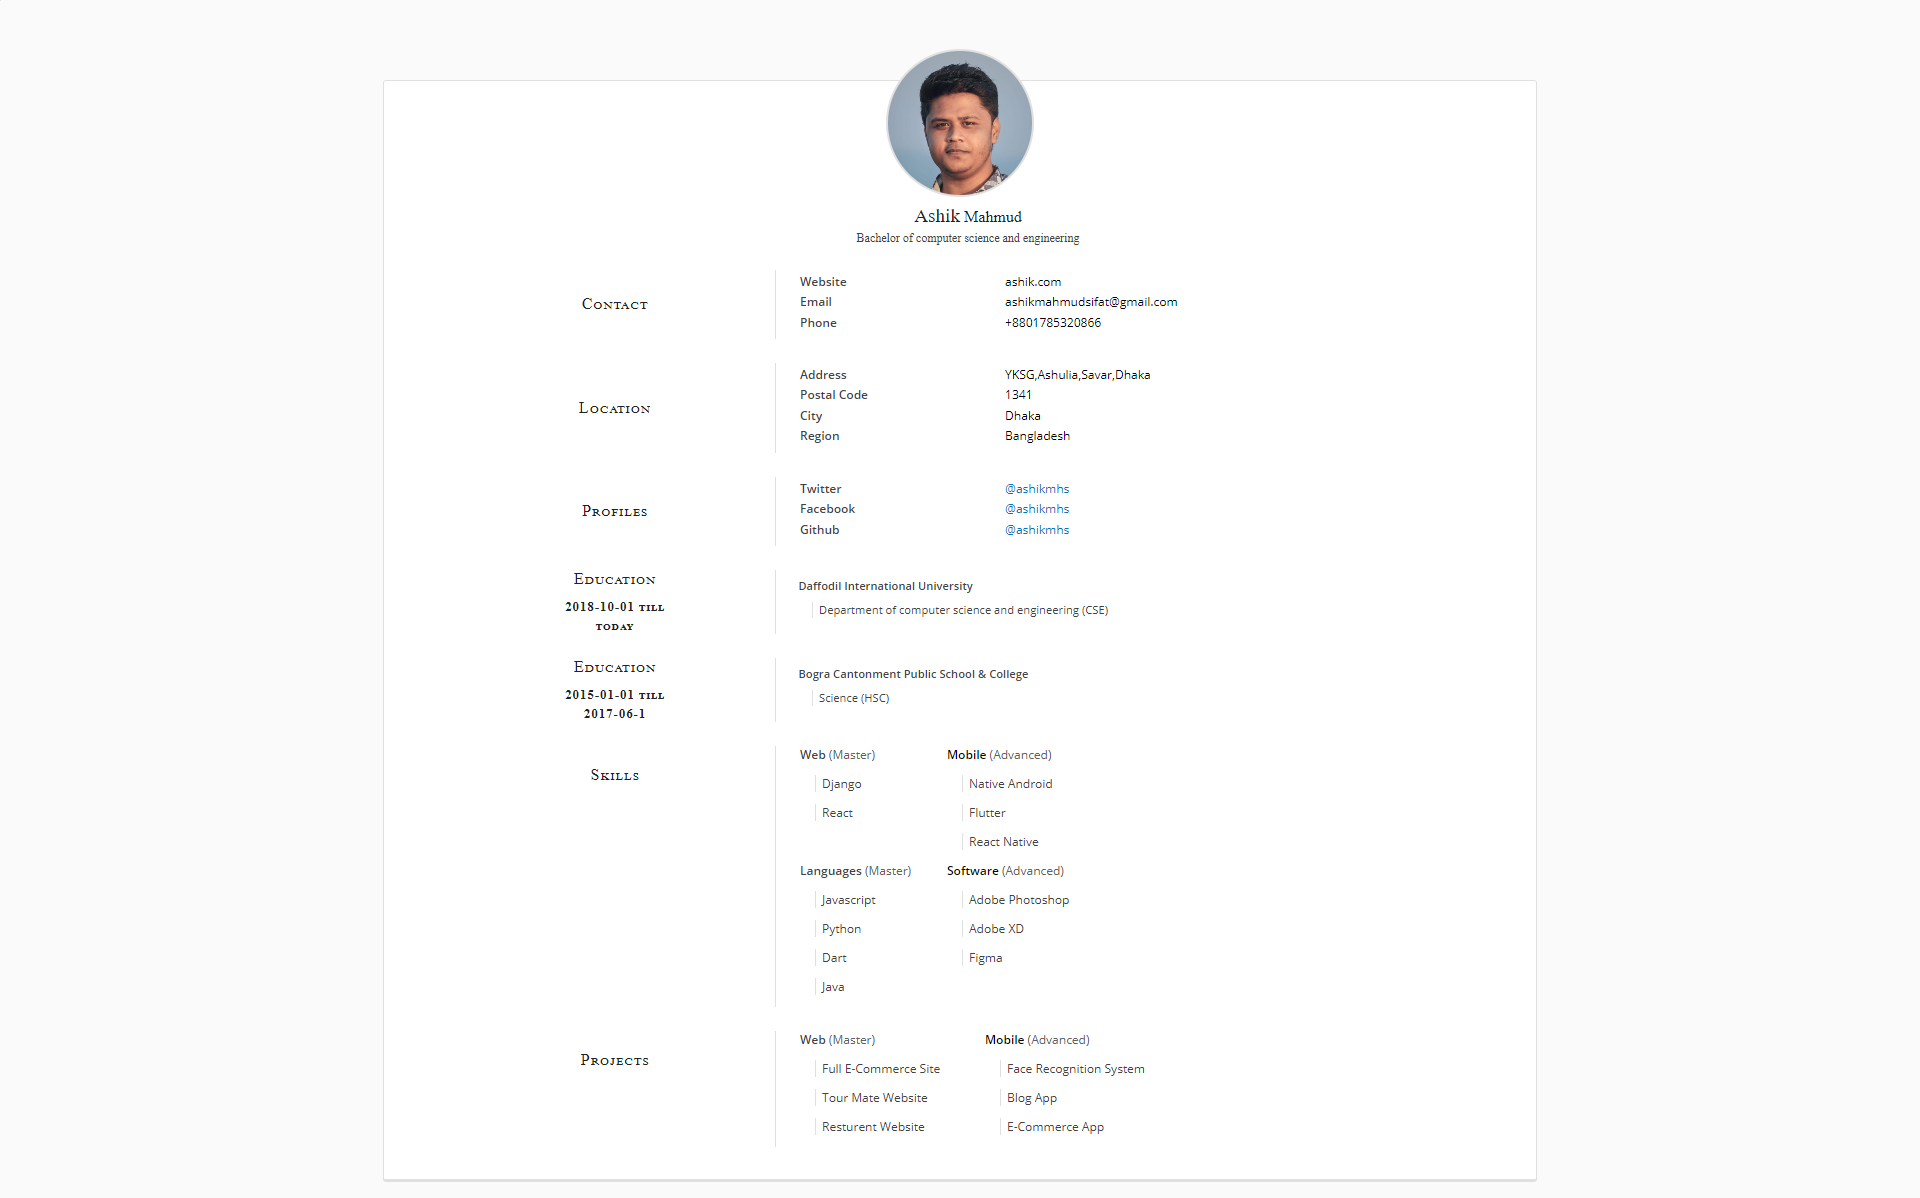 Ashik Mahmud
Bachelor of computer science and engineering
Contact
Website ashik.com
Email ashikmahmudsifat@gmail.com
Phone +8801785320866
Location
Address YKSG,Ashulia,Savar,Dhaka
Postal Code 1341
City Dhaka
Region Bangladesh
Profiles
Twitter @ashikmhs
Facebook @ashikmhs
Github @ashikmhs
Education
2018-10-01 till
today
Daffodil International University
Department of computer science and engineering (CSE)
Education
2015-01-01 till
2017-06-1
Bogra Cantonment Public School & College
Science (HSC)
Skills
Web (Master)
Django
React
Mobile (Advanced)
Native Android
Flutter
React Native
Languages (Master)
Javascript
Python
Dart
Java
Software (Advanced)
Adobe Photoshop
Adobe XD
Figma
Projects
Web (Master)
Full E-Commerce Site
Tour Mate Website
Resturent Website
Mobile (Advanced)
Face Recognition System
Blog App
E-Commerce App